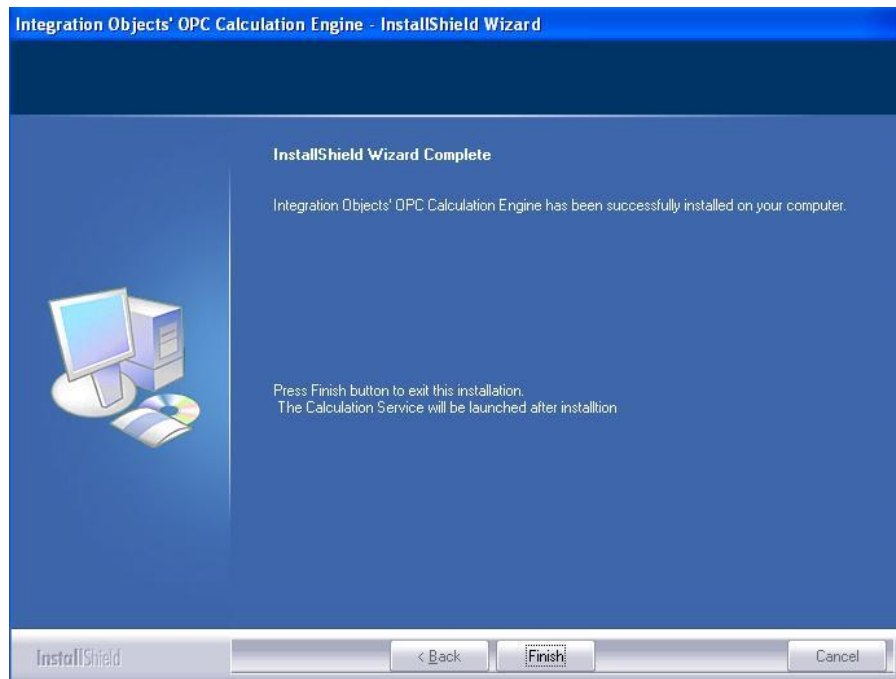 Integration Objects' OPC Calculation Engine - InstallShield Wizard
InstallShield Wizard Complete
Integration Objects' OPC Calculation Engine has been successfully installed on your computer.
Press Finish button to exit this installation.
The Calculation Service will be launched after installtion
InstallShield
< Back
Finish
Cancel